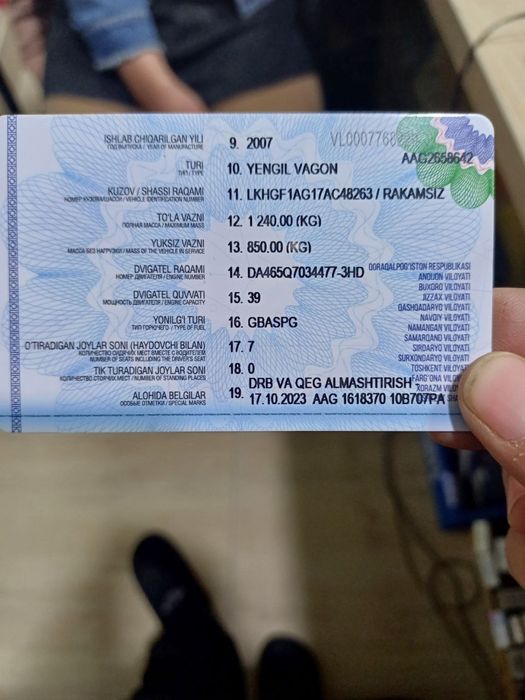 ISHLAB CHIQARILGAN YILI
ГОД ВЫПУСКА / YEAR OF MANUFACTURE
9. 2007
VL0007768
AAG2658642
TURI
ТИП / TYPE
10. YENGIL VAGON
KUZOV / SHASSI RAQAMI
НОМЕР КУЗОВА/ШАССИ / VEHICLE IDENTIFICATION NUMBER
11. LKHGF1AG17AC48263 / RAKAMSIZ
TO'LA VAZNI
ПОЛНАЯ МАССА / MAXIMUM MASS
12. 1 240.00 (KG)
YUKSIZ VAZNI
МАССА БЕЗ НАГРУЗКИ / MASS OF THE VEHICLE IN SERVICE
13. 850.00 (KG)
DVIGATEL RAQAMI
НОМЕР ДВИГАТЕЛЯ / ENGINE NUMBER
14. DA465Q7034477-3HD
DVIGATEL QUVVATI
МОЩНОСТЬ ДВИГАТЕЛЯ / ENGINE CAPACITY
15. 39
YONILG'I TURI
ТИП ГОРЮЧЕГО / TYPE OF FUEL
16. GBASPG
O'TIRADIGAN JOYLAR SONI (HAYDOVCHI BILAN)
КОЛИЧЕСТВО СИДЯЧИХ МЕСТ ВМЕСТЕ С ВОДИТЕЛЕМ
NUMBER OF SEATS INCLUDING THE DRIVER'S SEAT
17. 7
TIK TURADIGAN JOYLAR SONI
КОЛИЧЕСТВО СТОЯЧИХ МЕСТ / NUMBER OF STANDING PLACES
18. 0
ALOHIDA BELGILAR
ОСОБЫЕ ОТМЕТКИ / SPECIAL MARKS
19. DRB VA QEG ALMASHTIRISH
17.10.2023 AAG 1618370 10B707PA
QORAQALPOG'ISTON RESPUBLIKASI
ANDIJON VILOYATI
BUXORO VILOYATI
JIZZAX VILOYATI
QASHQADARYO VILOYATI
NAVOIY VILOYATI
NAMANGAN VILOYATI
SAMARQAND VILOYATI
SIRDARYO VILOYATI
SURXONDARYO VILOYATI
TOSHKENT VILOYATI
FARG'ONA
XORAZM